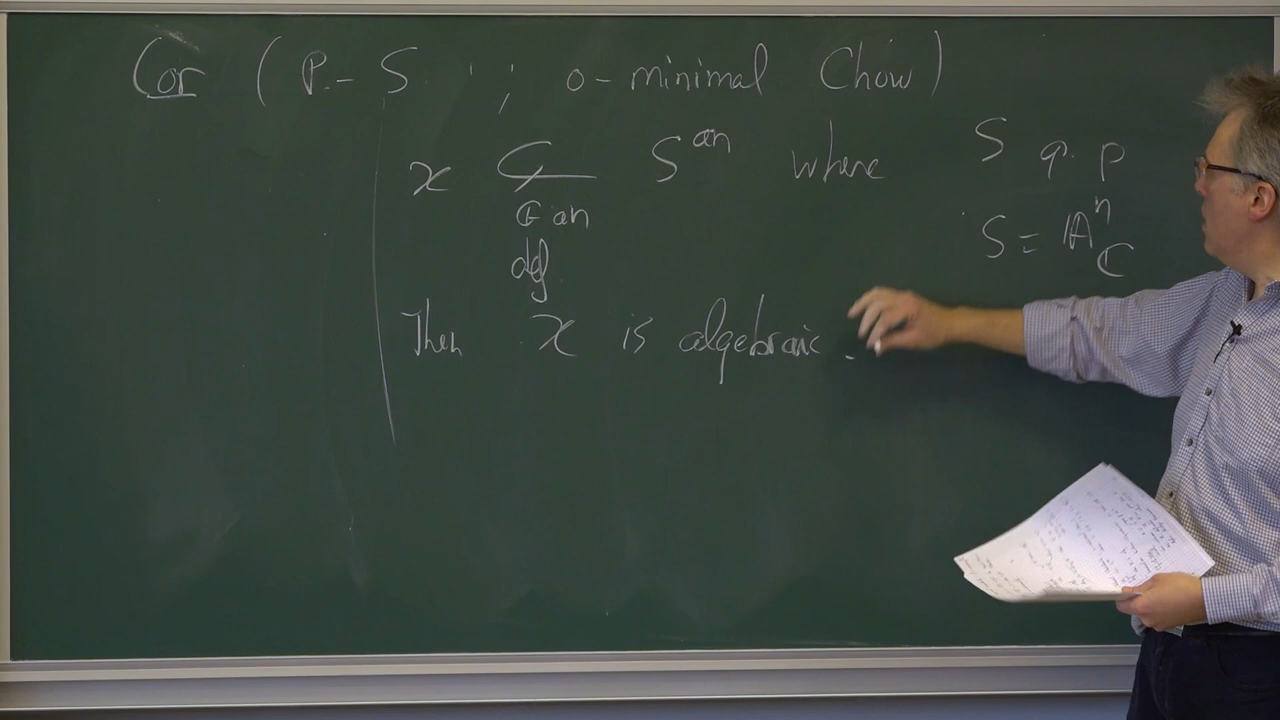 Cor (P.-S. ' ; o-minimal Chow)
X ⊂ S^an where S q. p
ℂ an
def.
S = 𝔸^n_ℂ
Then X is algebraic.